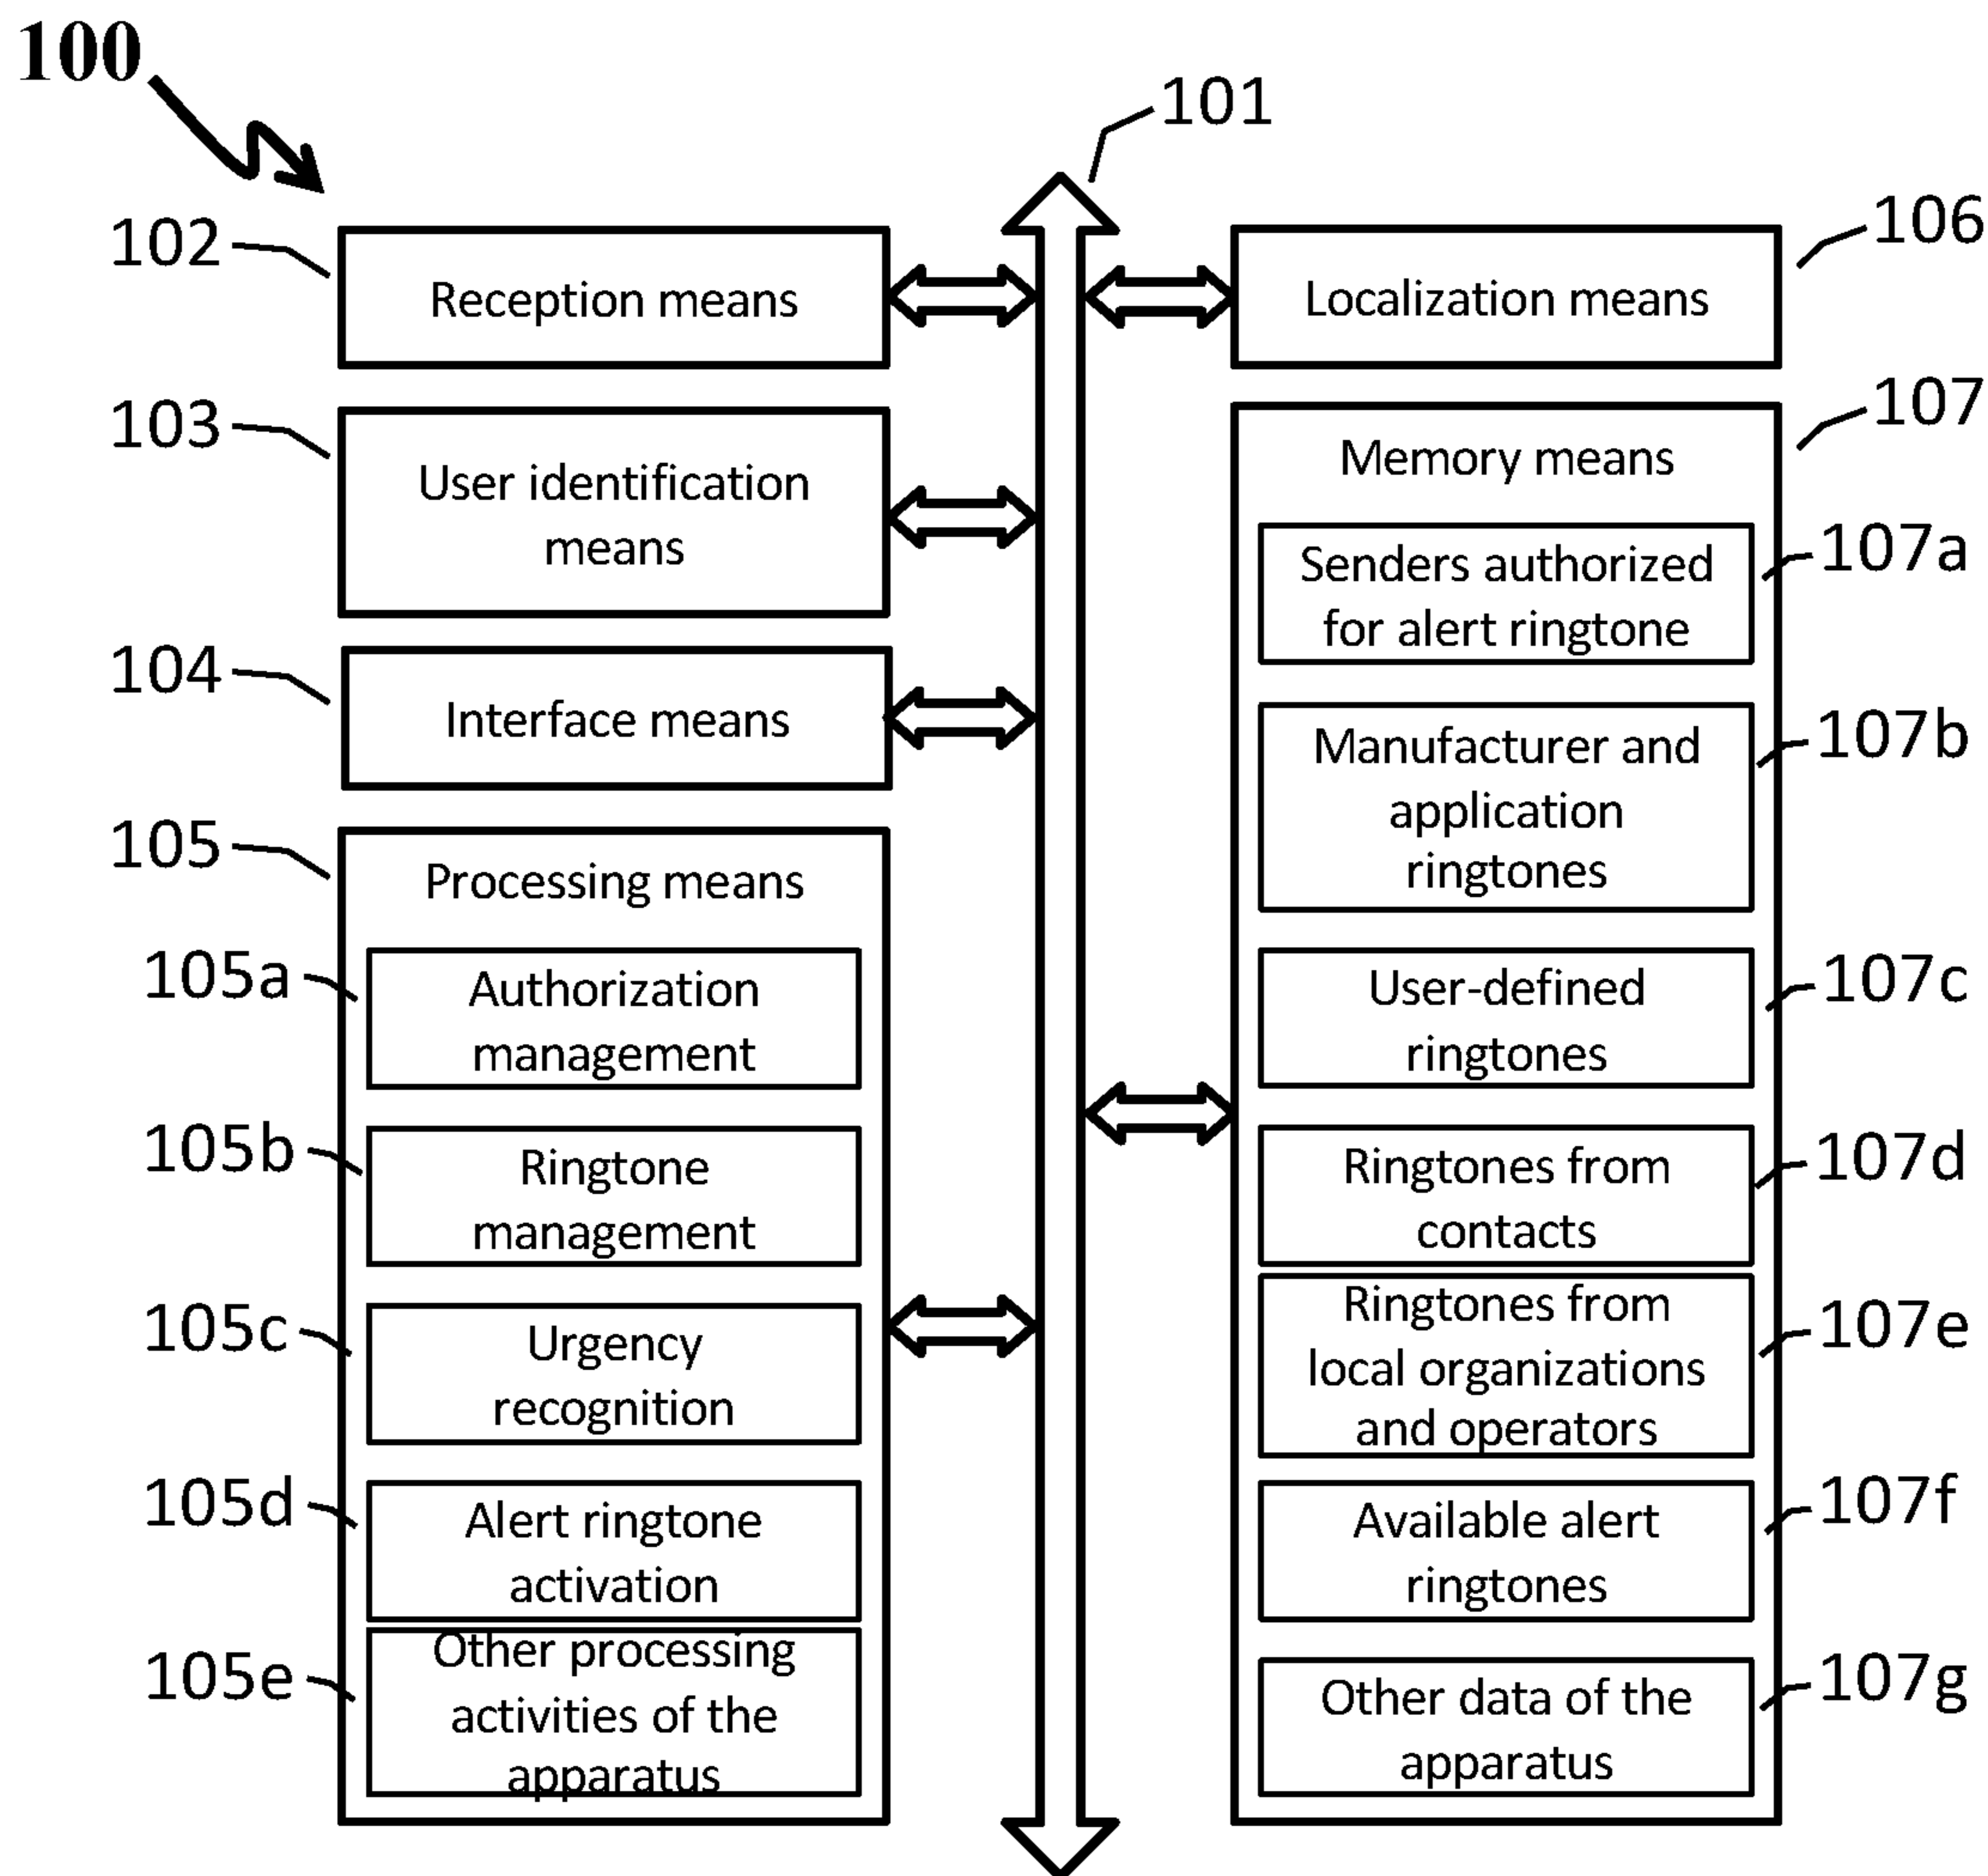 100
101
102
Reception means
103
User identification
means
104
Interface means
105
Processing means
105a
Authorization
management
105b
Ringtone
management
105c
Urgency
recognition
105d
Alert ringtone
activation
105e
Other processing
activities of the
apparatus
106
Localization means
107
Memory means
107a
Senders authorized
for alert ringtone
107b
Manufacturer and
application
ringtones
107c
User-defined
ringtones
107d
Ringtones from
contacts
107e
Ringtones from
local organizations
and operators
107f
Available alert
ringtones
107g
Other data of the
apparatus